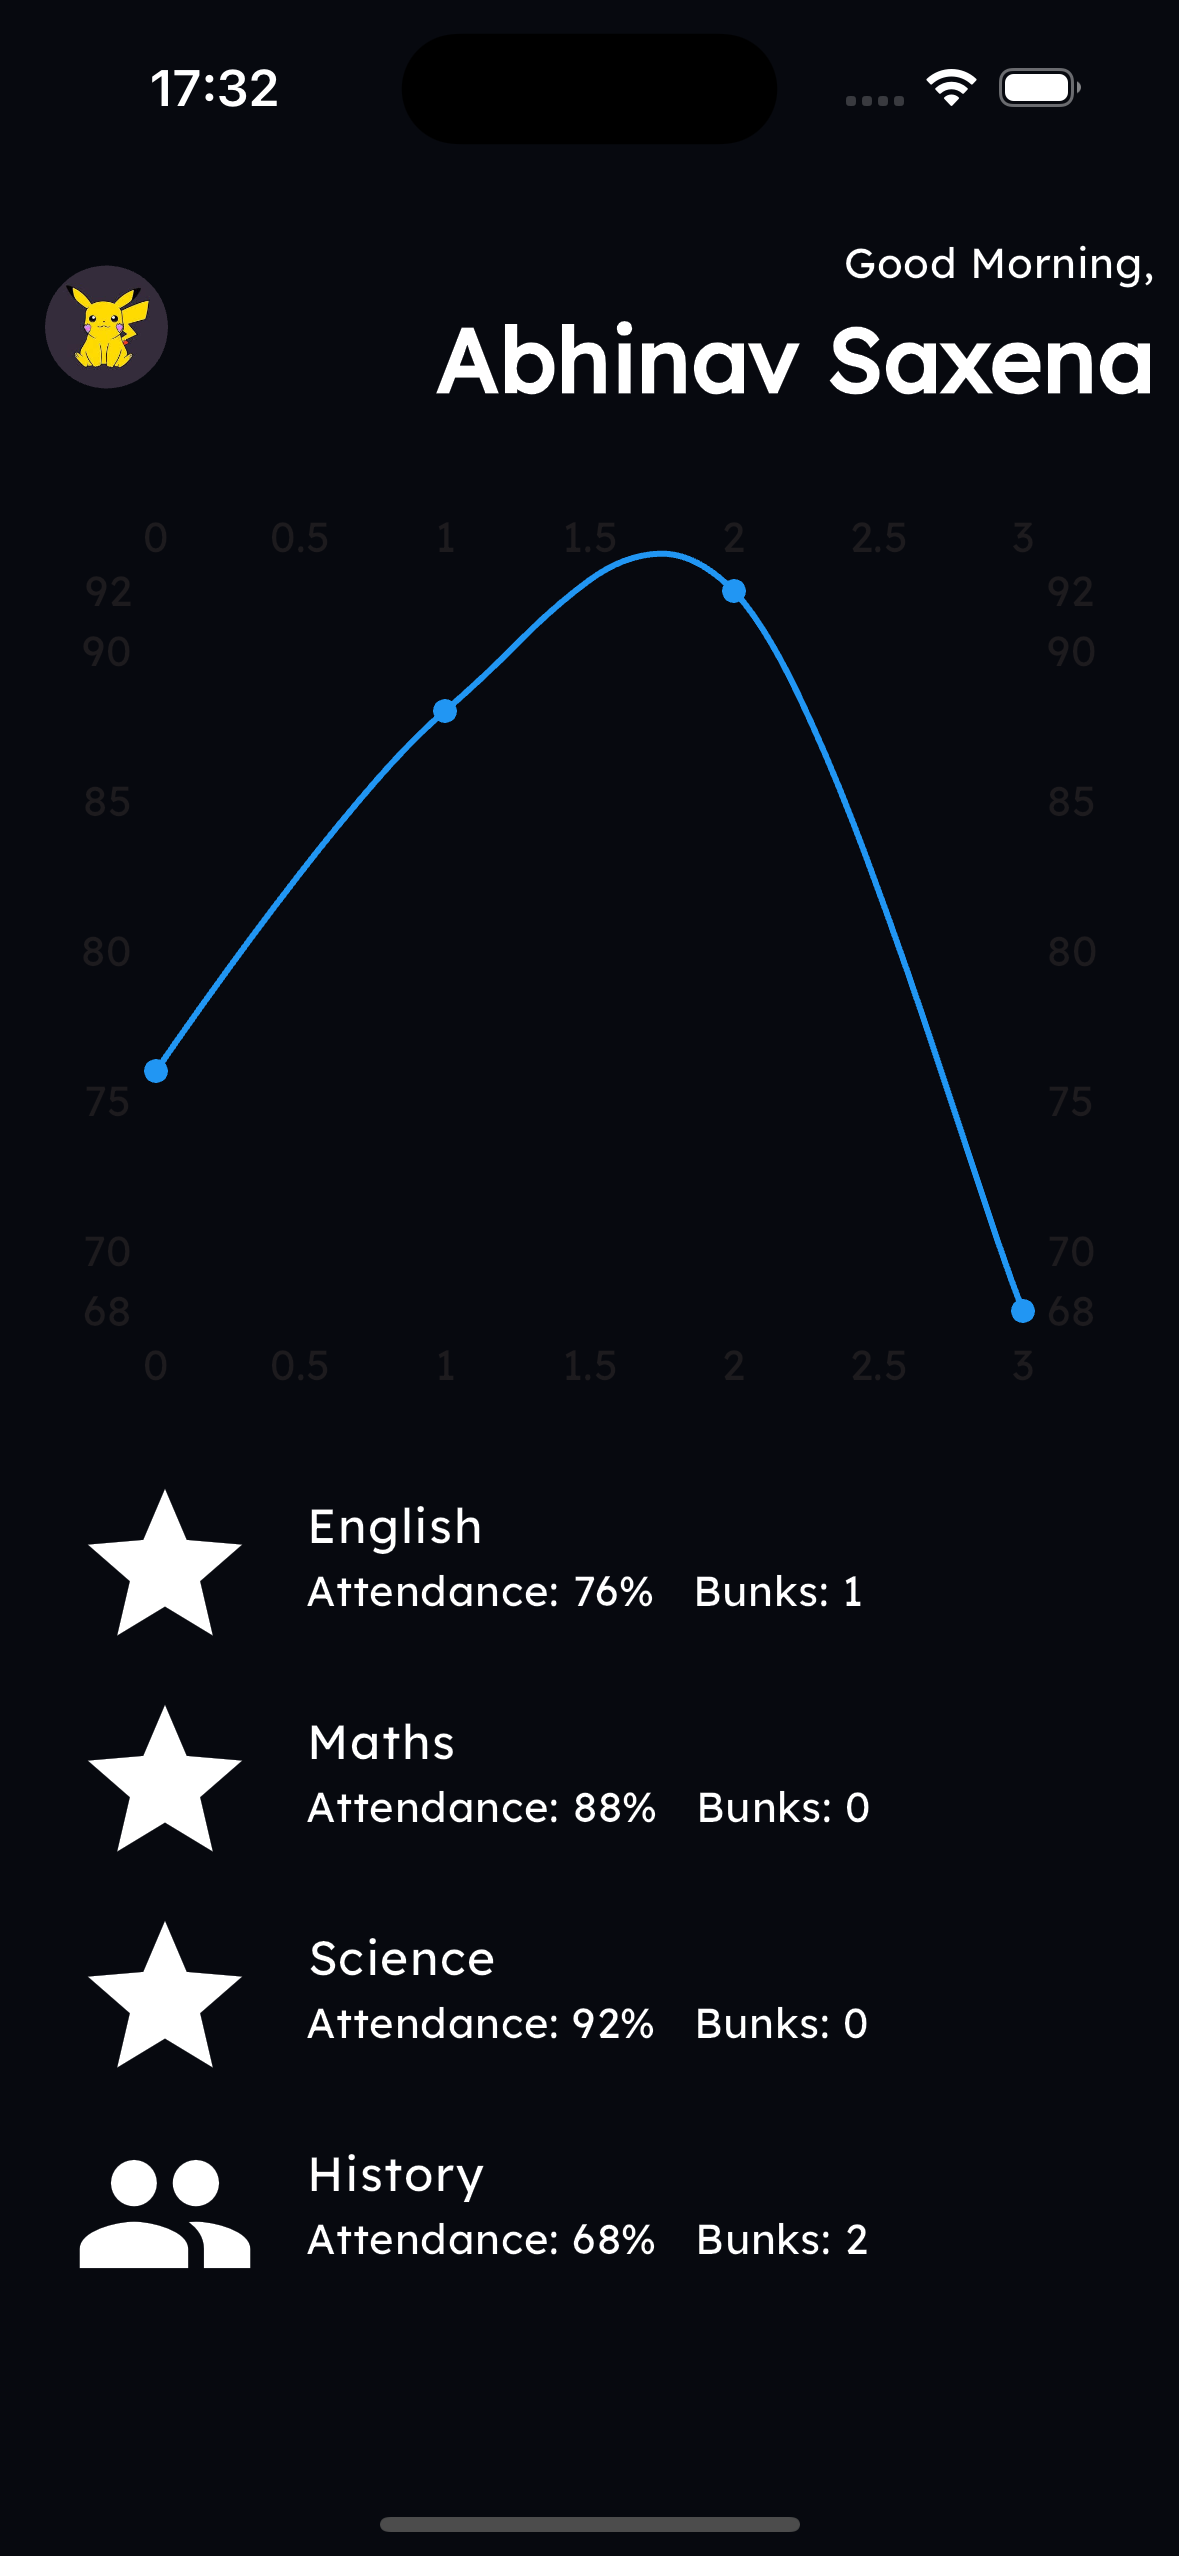 17:32
Good Morning,
Abhinav Saxena
0 0.5 1 1.5 2 2.5 3
92 92
90 90
85 85
80 80
75 75
70 70
68 68
0 0.5 1 1.5 2 2.5 3
English
Attendance: 76% Bunks: 1
Maths
Attendance: 88% Bunks: 0
Science
Attendance: 92% Bunks: 0
History
Attendance: 68% Bunks: 2